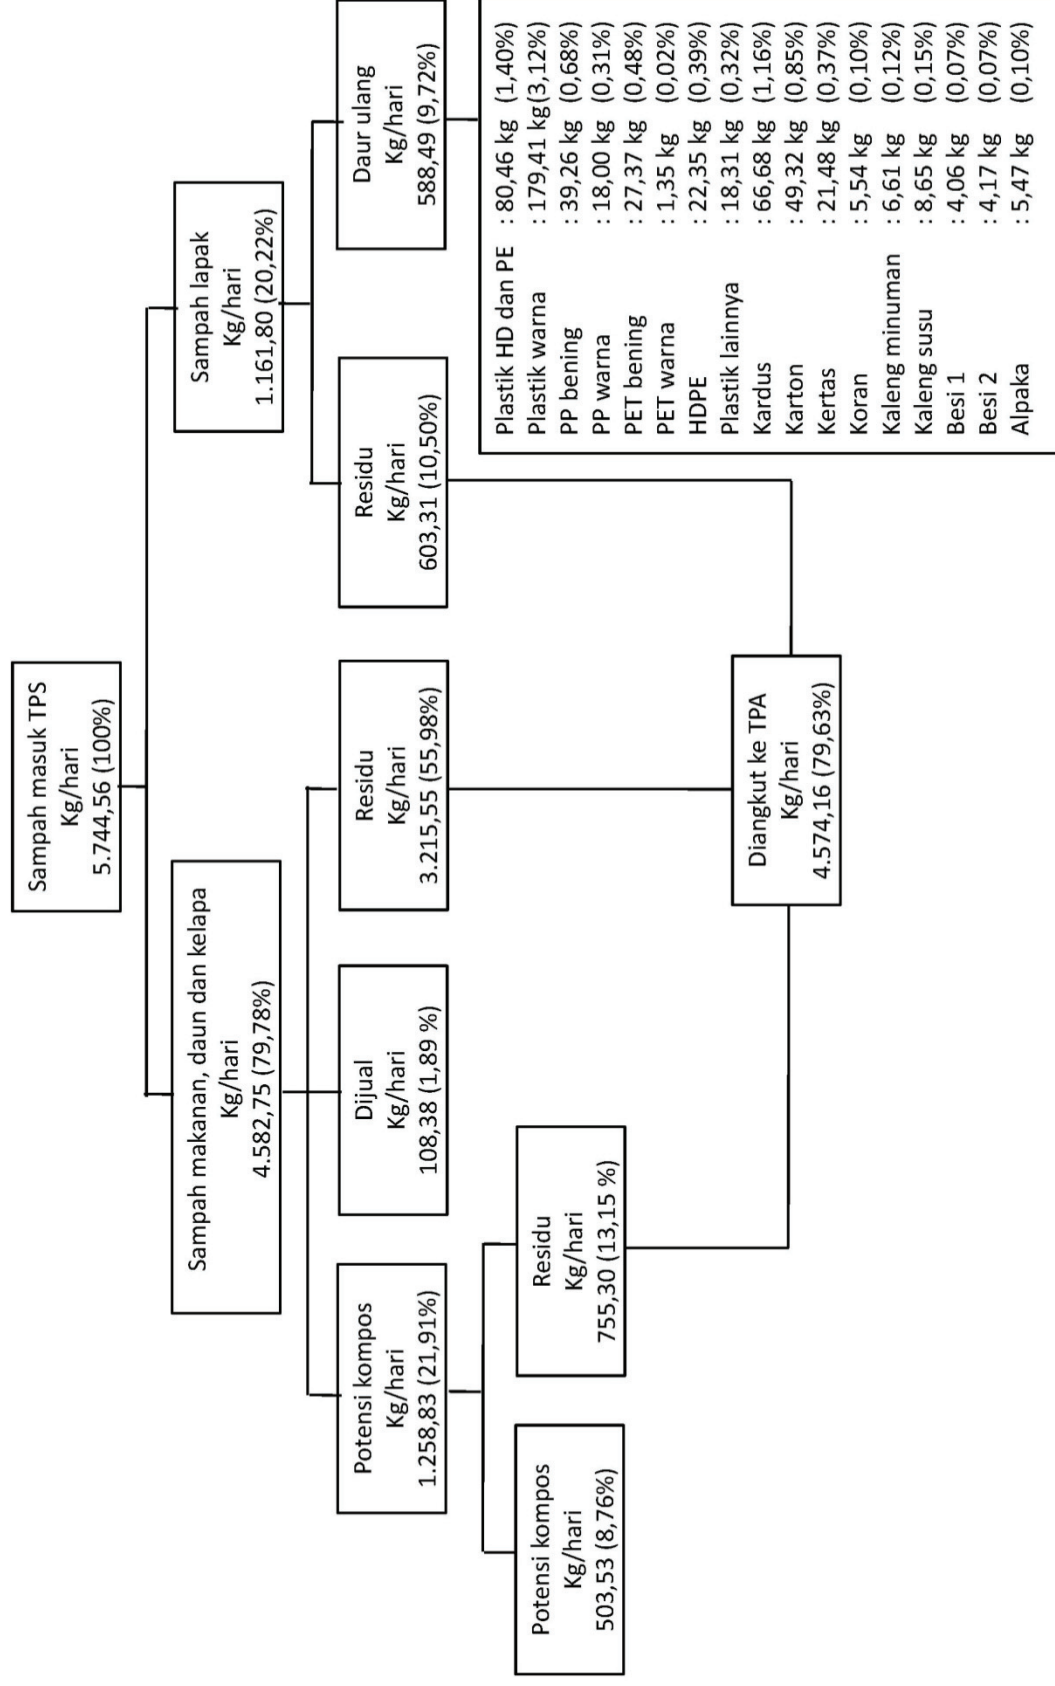 Sampah masuk TPS
Kg/hari
5.744,56 (100%)
Sampah makanan, daun dan kelapa
Kg/hari
4.582,75 (79,78%)
Sampah lapak
Kg/hari
1.161,80 (20,22%)
Potensi kompos
Kg/hari
1.258,83 (21,91%)
Dijual
Kg/hari
108,38 (1,89 %)
Residu
Kg/hari
3.215,55 (55,98%)
Residu
Kg/hari
603,31 (10,50%)
Daur ulang
Kg/hari
588,49 (9,72%)
Potensi kompos
Kg/hari
503,53 (8,76%)
Residu
Kg/hari
755,30 (13,15 %)
Diangkut ke TPA
Kg/hari
4.574,16 (79,63%)
Plastik HD dan PE : 80,46 kg (1,40%)
Plastik warna : 179,41 kg(3,12%)
PP bening : 39,26 kg (0,68%)
PP warna : 18,00 kg (0,31%)
PET bening : 27,37 kg (0,48%)
PET warna : 1,35 kg (0,02%)
HDPE : 22,35 kg (0,39%)
Plastik lainnya : 18,31 kg (0,32%)
Kardus : 66,68 kg (1,16%)
Karton : 49,32 kg (0,85%)
Kertas : 21,48 kg (0,37%)
Koran : 5,54 kg (0,10%)
Kaleng minuman : 6,61 kg (0,12%)
Kaleng susu : 8,65 kg (0,15%)
Besi 1 : 4,06 kg (0,07%)
Besi 2 : 4,17 kg (0,07%)
Alpaka : 5,47 kg (0,10%)